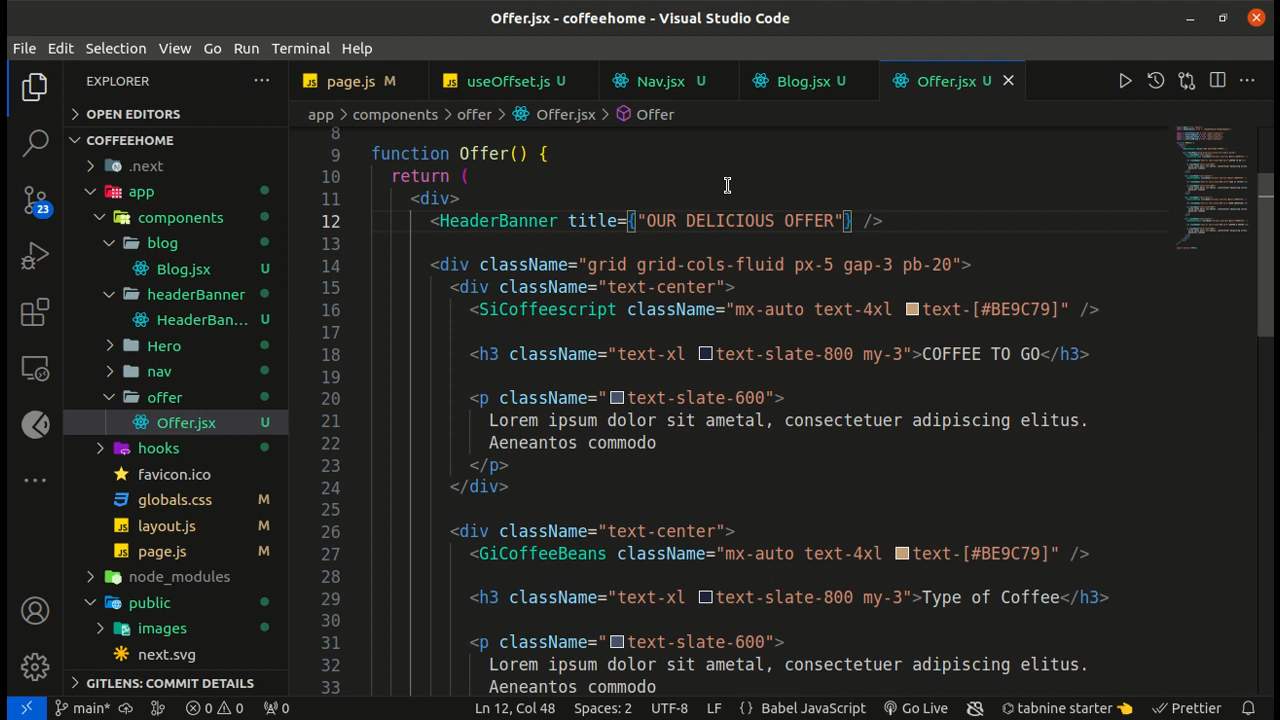 Offer.jsx - coffeehome - Visual Studio Code
File Edit Selection View Go Run Terminal Help
EXPLORER ...
OPEN EDITORS
COFFEEHOME
.next
app
components
blog
Blog.jsx U
headerBanner
HeaderBan... U
Hero
nav
offer
Offer.jsx U
hooks
favicon.ico
globals.css M
layout.js M
page.js M
node_modules
public
images
next.svg
GITLENS: COMMIT DETAILS
23
JS page.js M JS useOffset.js U Nav.jsx U Blog.jsx U Offer.jsx U
app > components > offer > Offer.jsx > Offer
8
9 function Offer() {
10 return (
11 <div>
12 <HeaderBanner title={"OUR DELICIOUS OFFER"} />
13
14 <div className="grid grid-cols-fluid px-5 gap-3 pb-20">
15 <div className="text-center">
16 <SiCoffeescript className="mx-auto text-4xl text-[#BE9C79]" />
17
18 <h3 className="text-xl text-slate-800 my-3">COFFEE TO GO</h3>
19
20 <p className="text-slate-600">
21 Lorem ipsum dolor sit ametal, consectetuer adipiscing elitus.
22 Aeneantos commodo
23 </p>
24 </div>
25
26 <div className="text-center">
27 <GiCoffeeBeans className="mx-auto text-4xl text-[#BE9C79]" />
28
29 <h3 className="text-xl text-slate-800 my-3">Type of Coffee</h3>
30
31 <p className="text-slate-600">
32 Lorem ipsum dolor sit ametal, consectetuer adipiscing elitus.
33 Aeneantos commodo
main* 0 0 0 Ln 12, Col 48 Spaces: 2 UTF-8 LF {} Babel JavaScript Go Live tabnine starter Prettier